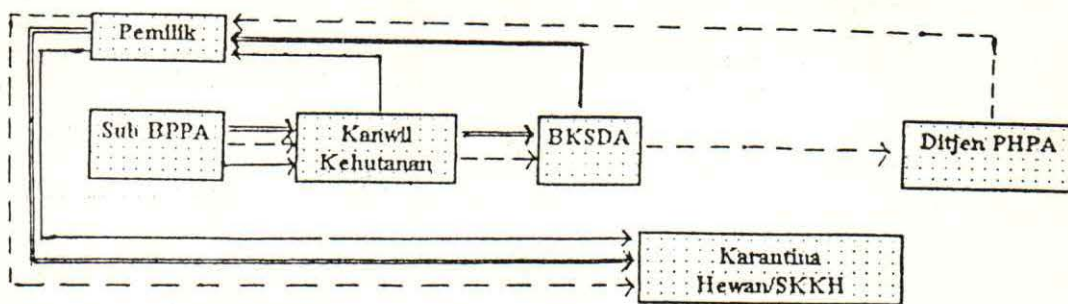 Pemilik
Sub BPPA
Kanwil
Kehutanan
BKSDA
Ditjen PHPA
Karantina
Hewan/SKKH